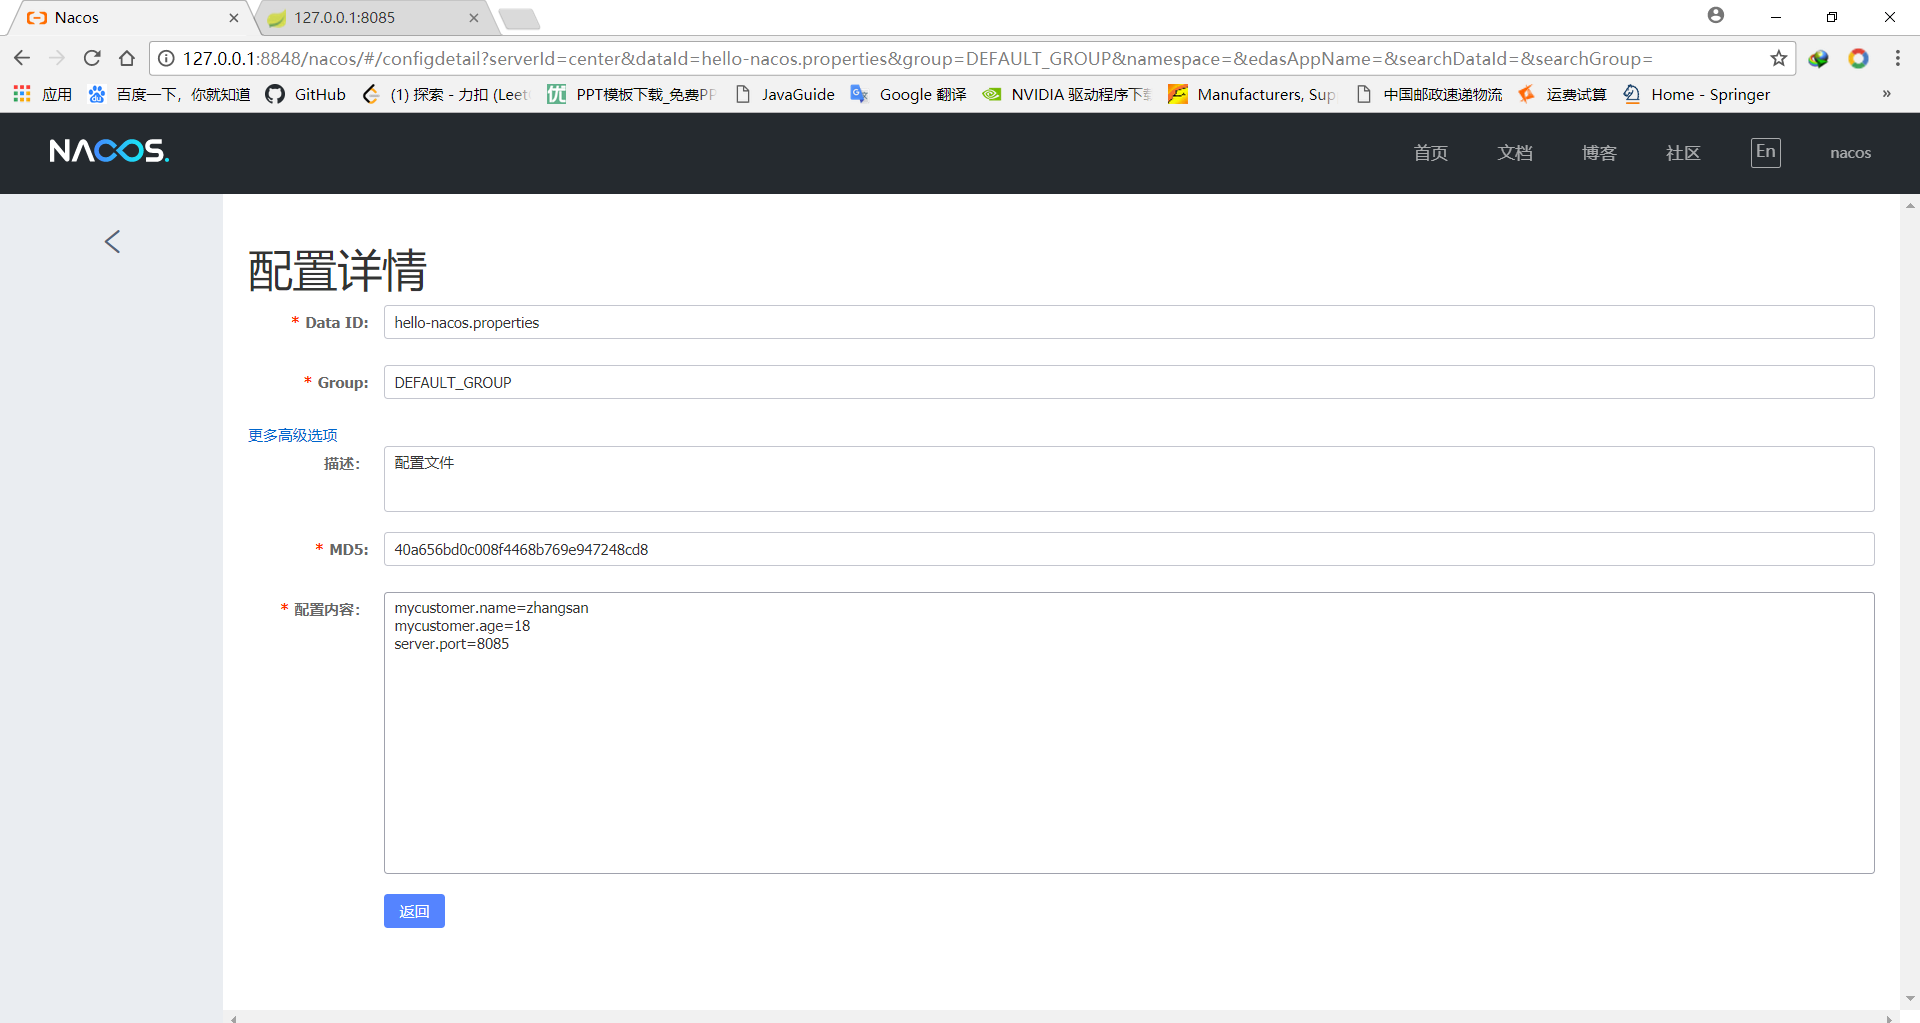 Nacos
127.0.0.1:8085
127.0.0.1:8848/nacos/#/configdetail?serverId=center&dataId=hello-nacos.properties&group=DEFAULT_GROUP&namespace=&edasAppName=&searchDataId=&searchGroup=
应用 百度一下，你就知道 GitHub (1) 探索 - 力扣 (Leet PPT模板下载_免费PP JavaGuide Google 翻译 NVIDIA 驱动程序下 Manufacturers, Sup 中国邮政速递物流 运费试算 Home - Springer »
NACOS.
首页 文档 博客 社区 En nacos
配置详情
* Data ID: hello-nacos.properties
* Group: DEFAULT_GROUP
更多高级选项
描述: 配置文件
* MD5: 40a656bd0c008f4468b769e947248cd8
* 配置内容: mycustomer.name=zhangsan
mycustomer.age=18
server.port=8085
返回